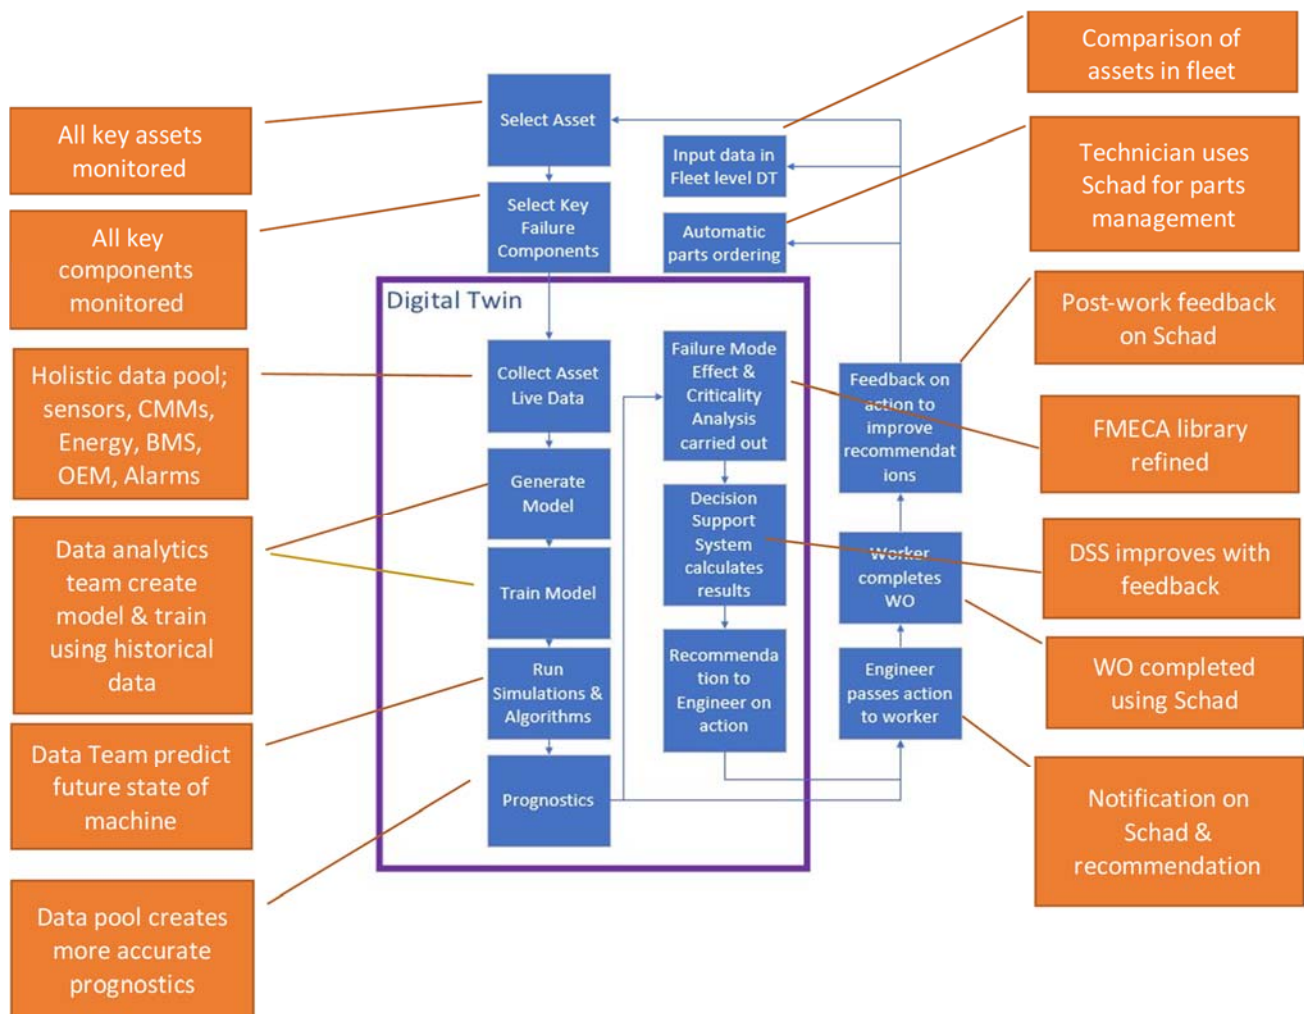 All key assets
monitored
All key
components
monitored
Holistic data pool;
sensors, CMMs,
Energy, BMS,
OEM, Alarms
Data analytics
team create
model & train
using historical
data
Data Team predict
future state of
machine
Data pool creates
more accurate
prognostics
Select Asset
Select Key
Failure
Components
Digital Twin
Collect Asset
Live Data
Generate
Model
Train Model
Run
Simulations &
Algorithms
Prognostics
Input data in
Fleet level DT
Automatic
parts ordering
Failure Mode
Effect &
Criticality
Analysis
carried out
Decision
Support
System
calculates
results
Recommenda
tion to
Engineer on
action
Feedback on
action to
improve
recommendat
ions
Worker
completes
WO
Engineer
passes action
to worker
Comparison of
assets in fleet
Technician uses
Schad for parts
management
Post-work feedback
on Schad
FMECA library
refined
DSS improves with
feedback
WO completed
using Schad
Notification on
Schad &
recommendation